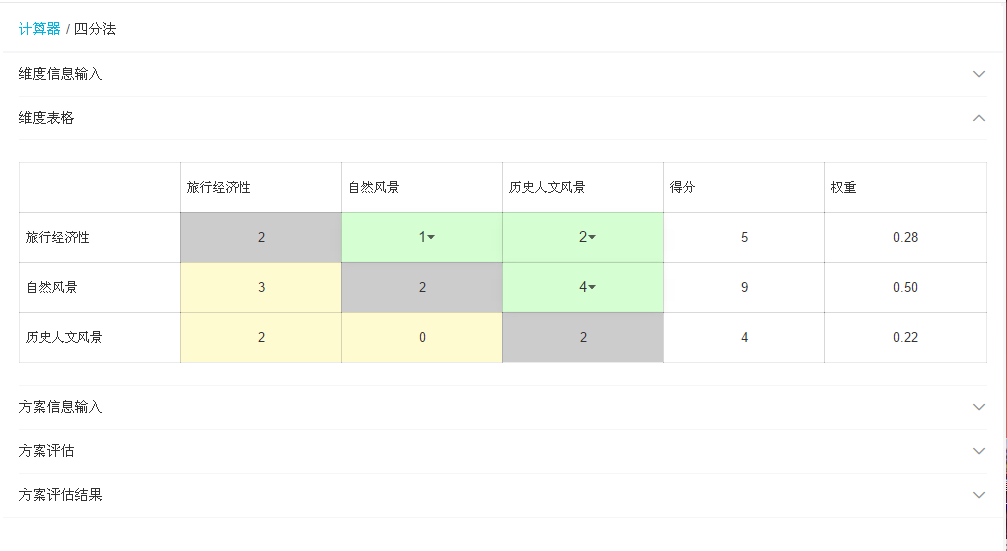 计算器 / 四分法
维度信息输入
维度表格
旅行经济性 自然风景 历史人文风景 得分 权重
旅行经济性 2 1 2 5 0.28
自然风景 3 2 4 9 0.50
历史人文风景 2 0 2 4 0.22
方案信息输入
方案评估
方案评估结果